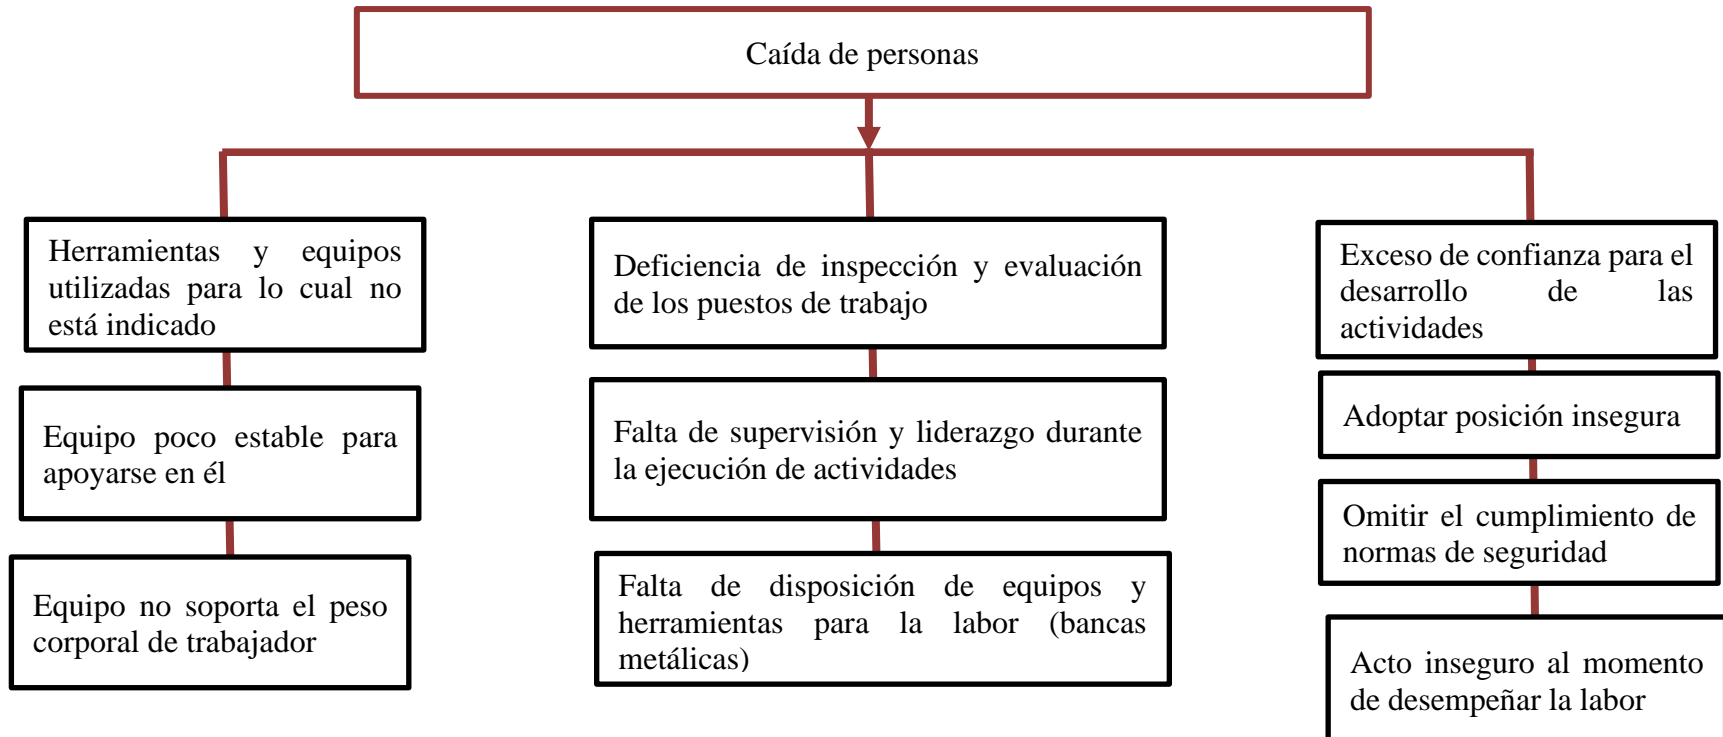 Caída de personas
Herramientas y equipos
utilizadas para lo cual no
está indicado
Equipo poco estable para
apoyarse en él
Equipo no soporta el peso
corporal de trabajador
Deficiencia de inspección y evaluación
de los puestos de trabajo
Falta de supervisión y liderazgo durante
la ejecución de actividades
Falta de disposición de equipos y
herramientas para la labor (bancas
metálicas)
Exceso de confianza para el
desarrollo de las
actividades
Adoptar posición insegura
Omitir el cumplimiento de
normas de seguridad
Acto inseguro al momento
de desempeñar la labor